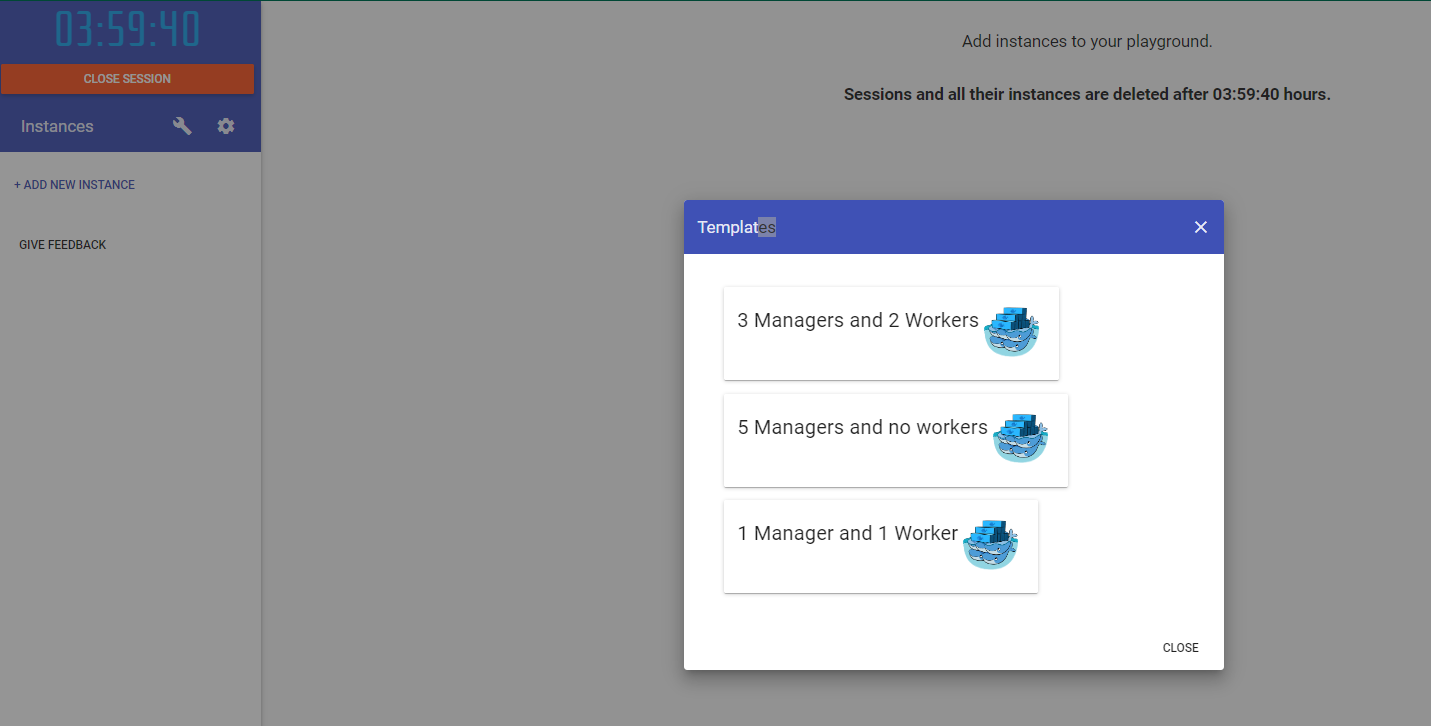 03:59:40
CLOSE SESSION
Instances
+ ADD NEW INSTANCE
GIVE FEEDBACK
Add instances to your playground.
Sessions and all their instances are deleted after 03:59:40 hours.
Templates
3 Managers and 2 Workers
5 Managers and no workers
1 Manager and 1 Worker
CLOSE